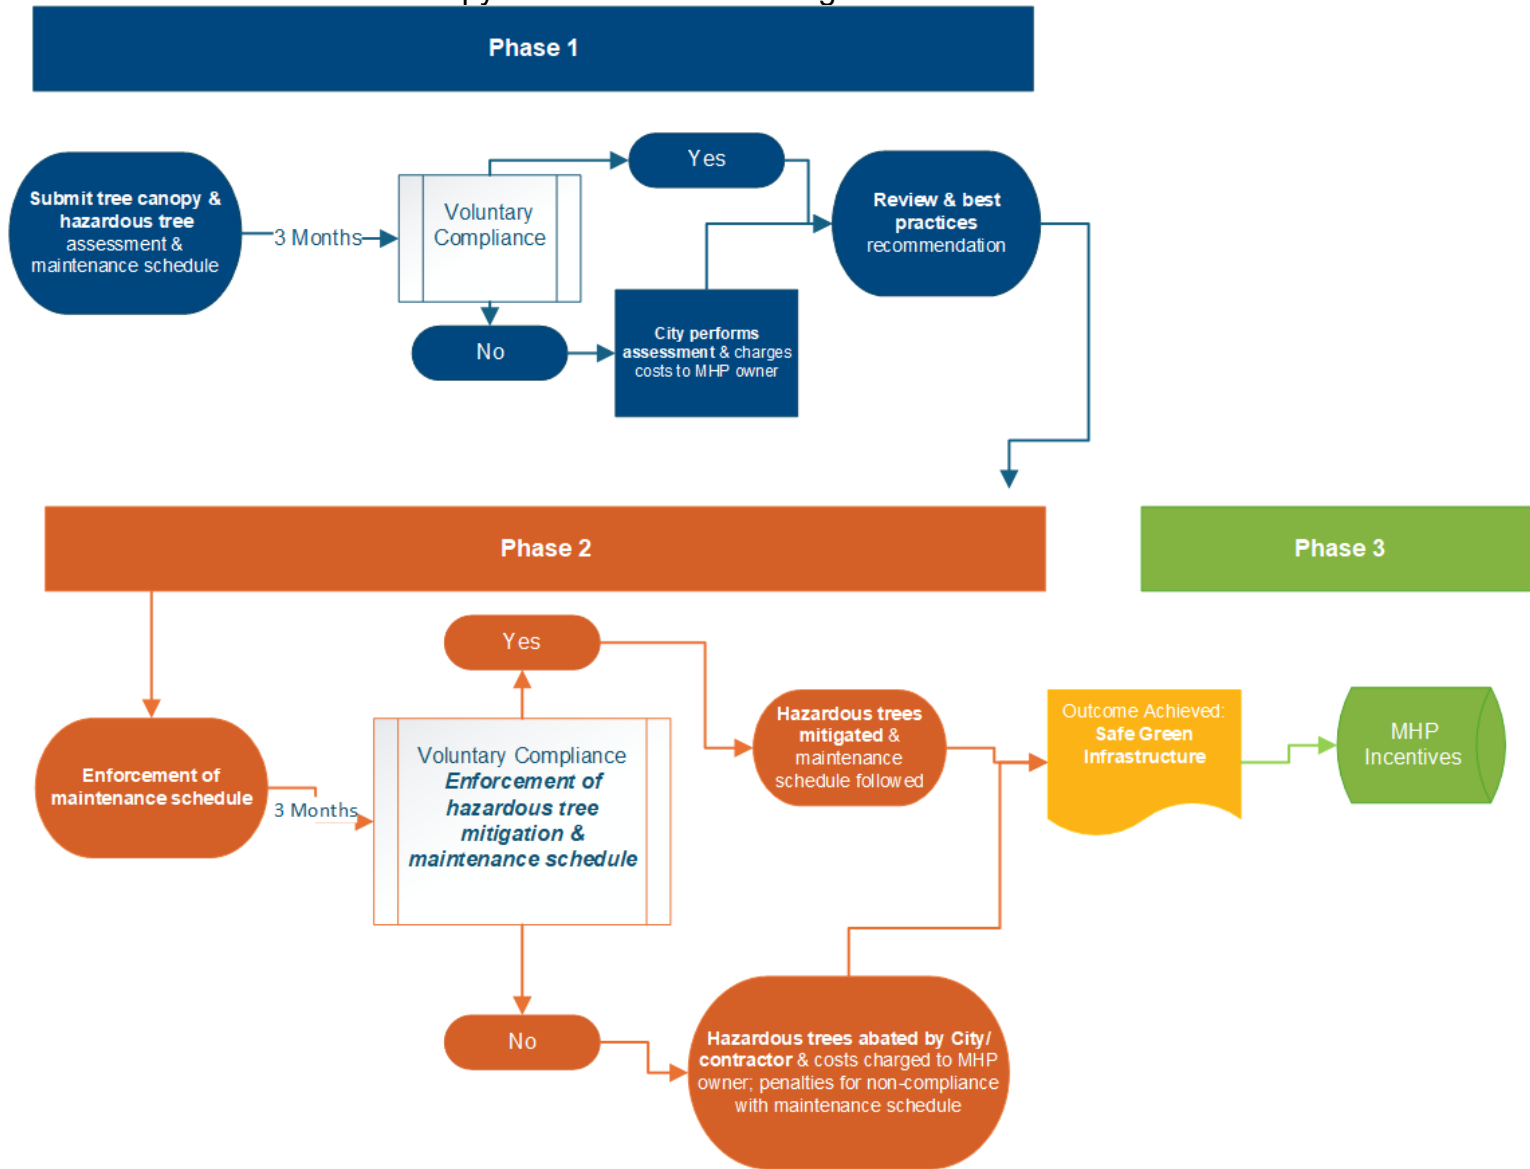 Phase 1
Submit tree canopy &
hazardous tree
assessment &
maintenance schedule
3 Months
Voluntary
Compliance
Yes
No
City performs
assessment & charges
costs to MHP owner
Review & best
practices
recommendation
Phase 2
Phase 3
Enforcement of
maintenance schedule
3 Months
Yes
Voluntary Compliance
Enforcement of
hazardous tree
mitigation &
maintenance schedule
No
Hazardous trees
mitigated &
maintenance
schedule followed
Hazardous trees abated by City/
contractor & costs charged to MHP
owner; penalties for non-compliance
with maintenance schedule
Outcome Achieved:
Safe Green
Infrastructure
MHP
Incentives